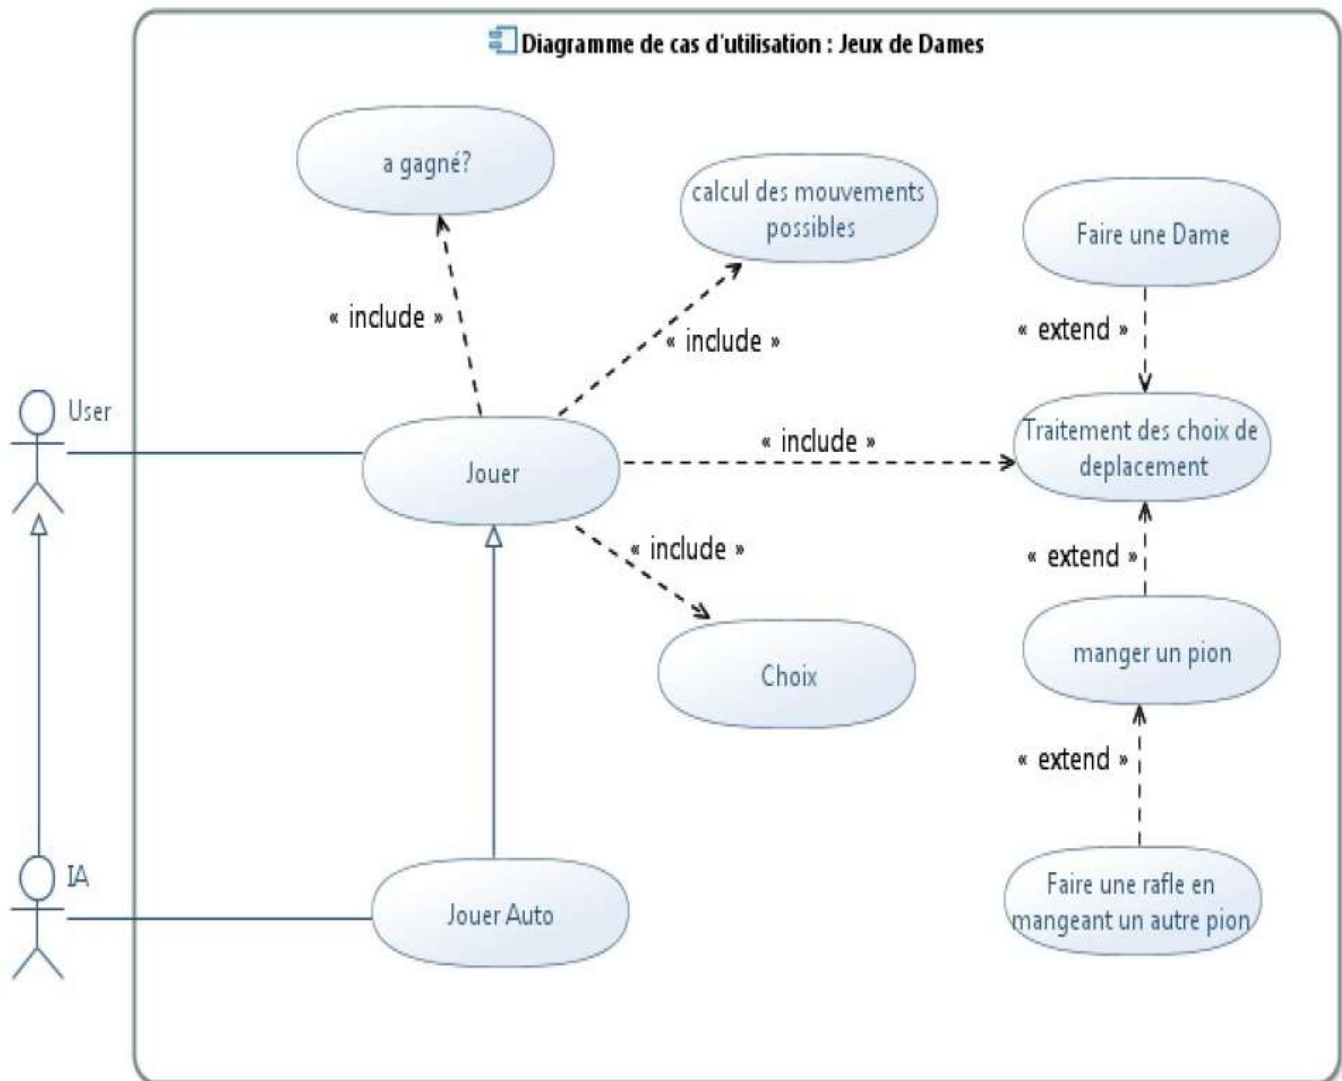 Diagramme de cas d'utilisation : Jeux de Dames
a gagné?
calcul des mouvements
possibles
Faire une Dame
« include »
« include »
« extend »
User
Jouer
« include »
Traitement des choix de
deplacement
« include »
« extend »
Choix
manger un pion
« extend »
IA
Jouer Auto
Faire une rafle en
mangeant un autre pion